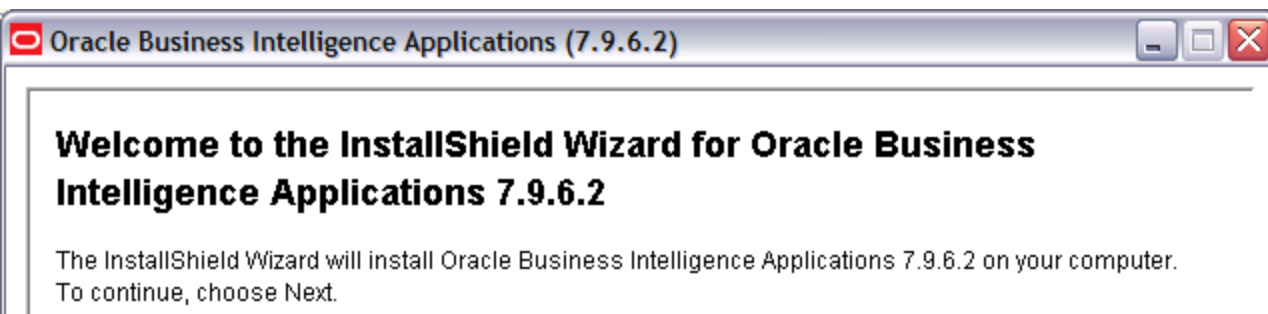 Oracle Business Intelligence Applications (7.9.6.2)
Welcome to the InstallShield Wizard for Oracle Business
Intelligence Applications 7.9.6.2
The InstallShield Wizard will install Oracle Business Intelligence Applications 7.9.6.2 on your computer.
To continue, choose Next.